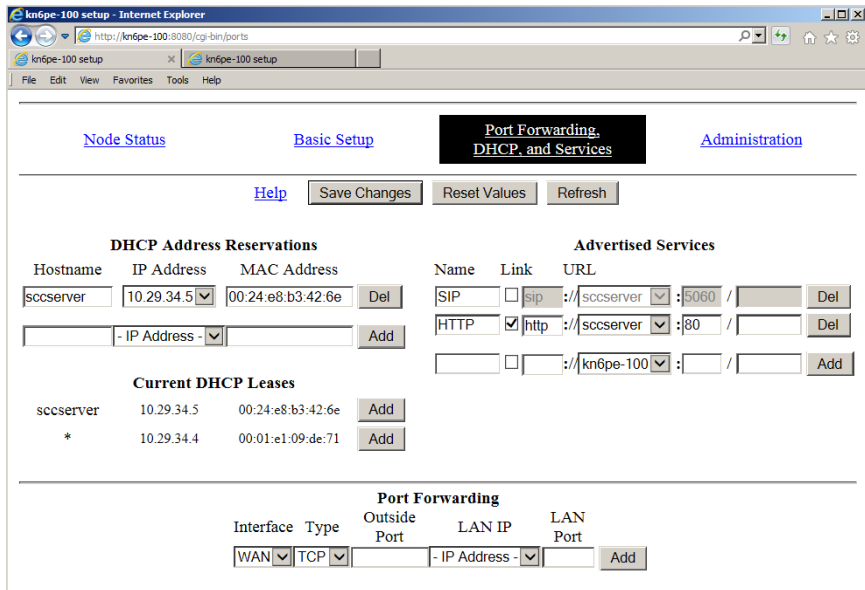 kn6pe-100 setup - Internet Explorer
http://kn6pe-100:8080/cgi-bin/ports
kn6pe-100 setup kn6pe-100 setup
File Edit View Favorites Tools Help
Node Status Basic Setup Port Forwarding, DHCP, and Services Administration
Help Save Changes Reset Values Refresh
DHCP Address Reservations
Hostname IP Address MAC Address
sccserver 10.29.34.5 00:24:e8:b3:42:6e Del
- IP Address - Add
Current DHCP Leases
sccserver 10.29.34.5 00:24:e8:b3:42:6e Add
* 10.29.34.4 00:01:e1:09:de:71 Add
Advertised Services
Name Link URL
SIP sip :// sccserver : 5060 / Del
HTTP http :// sccserver : 80 / Del
:// kn6pe-100 : / Add
Port Forwarding
Interface Type Outside Port LAN IP LAN Port
WAN TCP - IP Address - Add